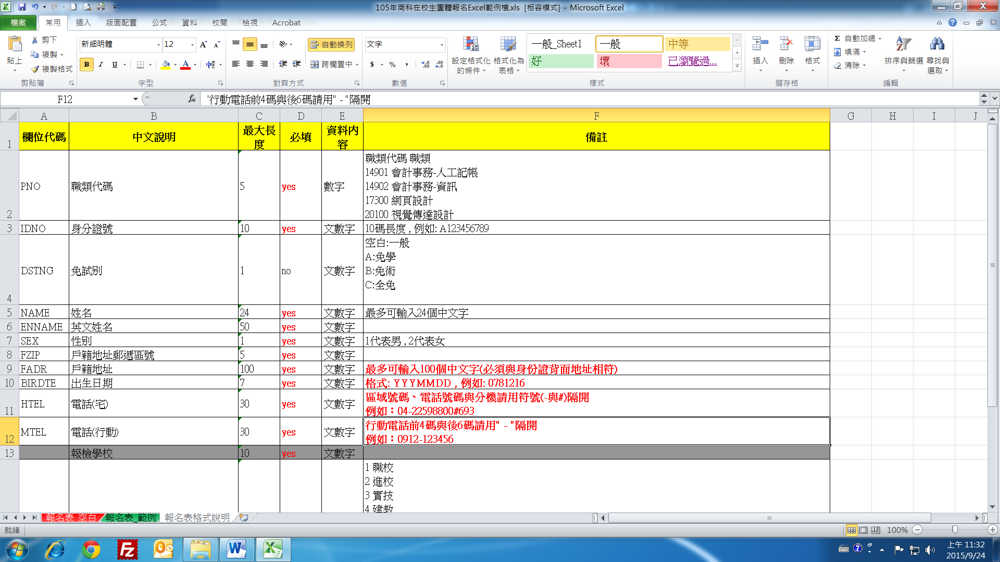 105年商科在校生團體報名Excel範例檔.xls [相容模式] - Microsoft Excel
檔案 常用 插入 版面配置 公式 資料 校閱 檢視 Acrobat
貼上 剪下 複製 複製格式 剪貼簿
新細明體 12 B I U 字型
自動換列 跨欄置中 對齊方式
文字 $ % , 數值
設定格式化的條件 格式化為表格
一般_Sheet1 一般 中等
好 壞 已瀏覽過...
樣式
插入 刪除 格式 儲存格
Σ 自動加總 填滿 清除 排序與篩選 尋找與選取 編輯
F12 fx '行動電話前4碼與後6碼請用" - "隔開
A B C D E F G H I J
1 欄位代碼 中文說明 最大長度 必填 資料內容 備註
2 PNO 職類代碼 5 yes 數字
職類代碼 職類
14901 會計事務-人工記帳
14902 會計事務-資訊
17300 網頁設計
20100 視覺傳達設計
3 IDNO 身分證號 10 yes 文數字 10碼長度 , 例如: A123456789
4 DSTNG 免試別 1 no 文數字
空白:一般
A:免學
B:免術
C:全免
5 NAME 姓名 24 yes 文數字 最多可輸入24個中文字
6 ENNAME 英文姓名 50 yes 文數字
7 SEX 性別 1 yes 文數字 1代表男 , 2代表女
8 FZIP 戶籍地址郵遞區號 5 yes 文數字
9 FADR 戶籍地址 100 yes 文數字 最多可輸入100個中文字(必須與身份證背面地址相符)
10 BIRDTE 出生日期 7 yes 文數字 格式: YYYMMDD , 例如: 0781216
11 HTEL 電話(宅) 30 yes 文數字 區域號碼、電話號碼與分機請用符號(-與#)隔開
例如：04-22598800#693
12 MTEL 電話(行動) 30 yes 文數字 行動電話前4碼與後6碼請用" - "隔開
例如：0912-123456
13 報檢學校 10 yes 文數字
1 職校
2 進校
3 實技
4 建教
報名表_空白 報名表_範例 報名表格式說明
就緒 100%
上午 11:32
2015/9/24